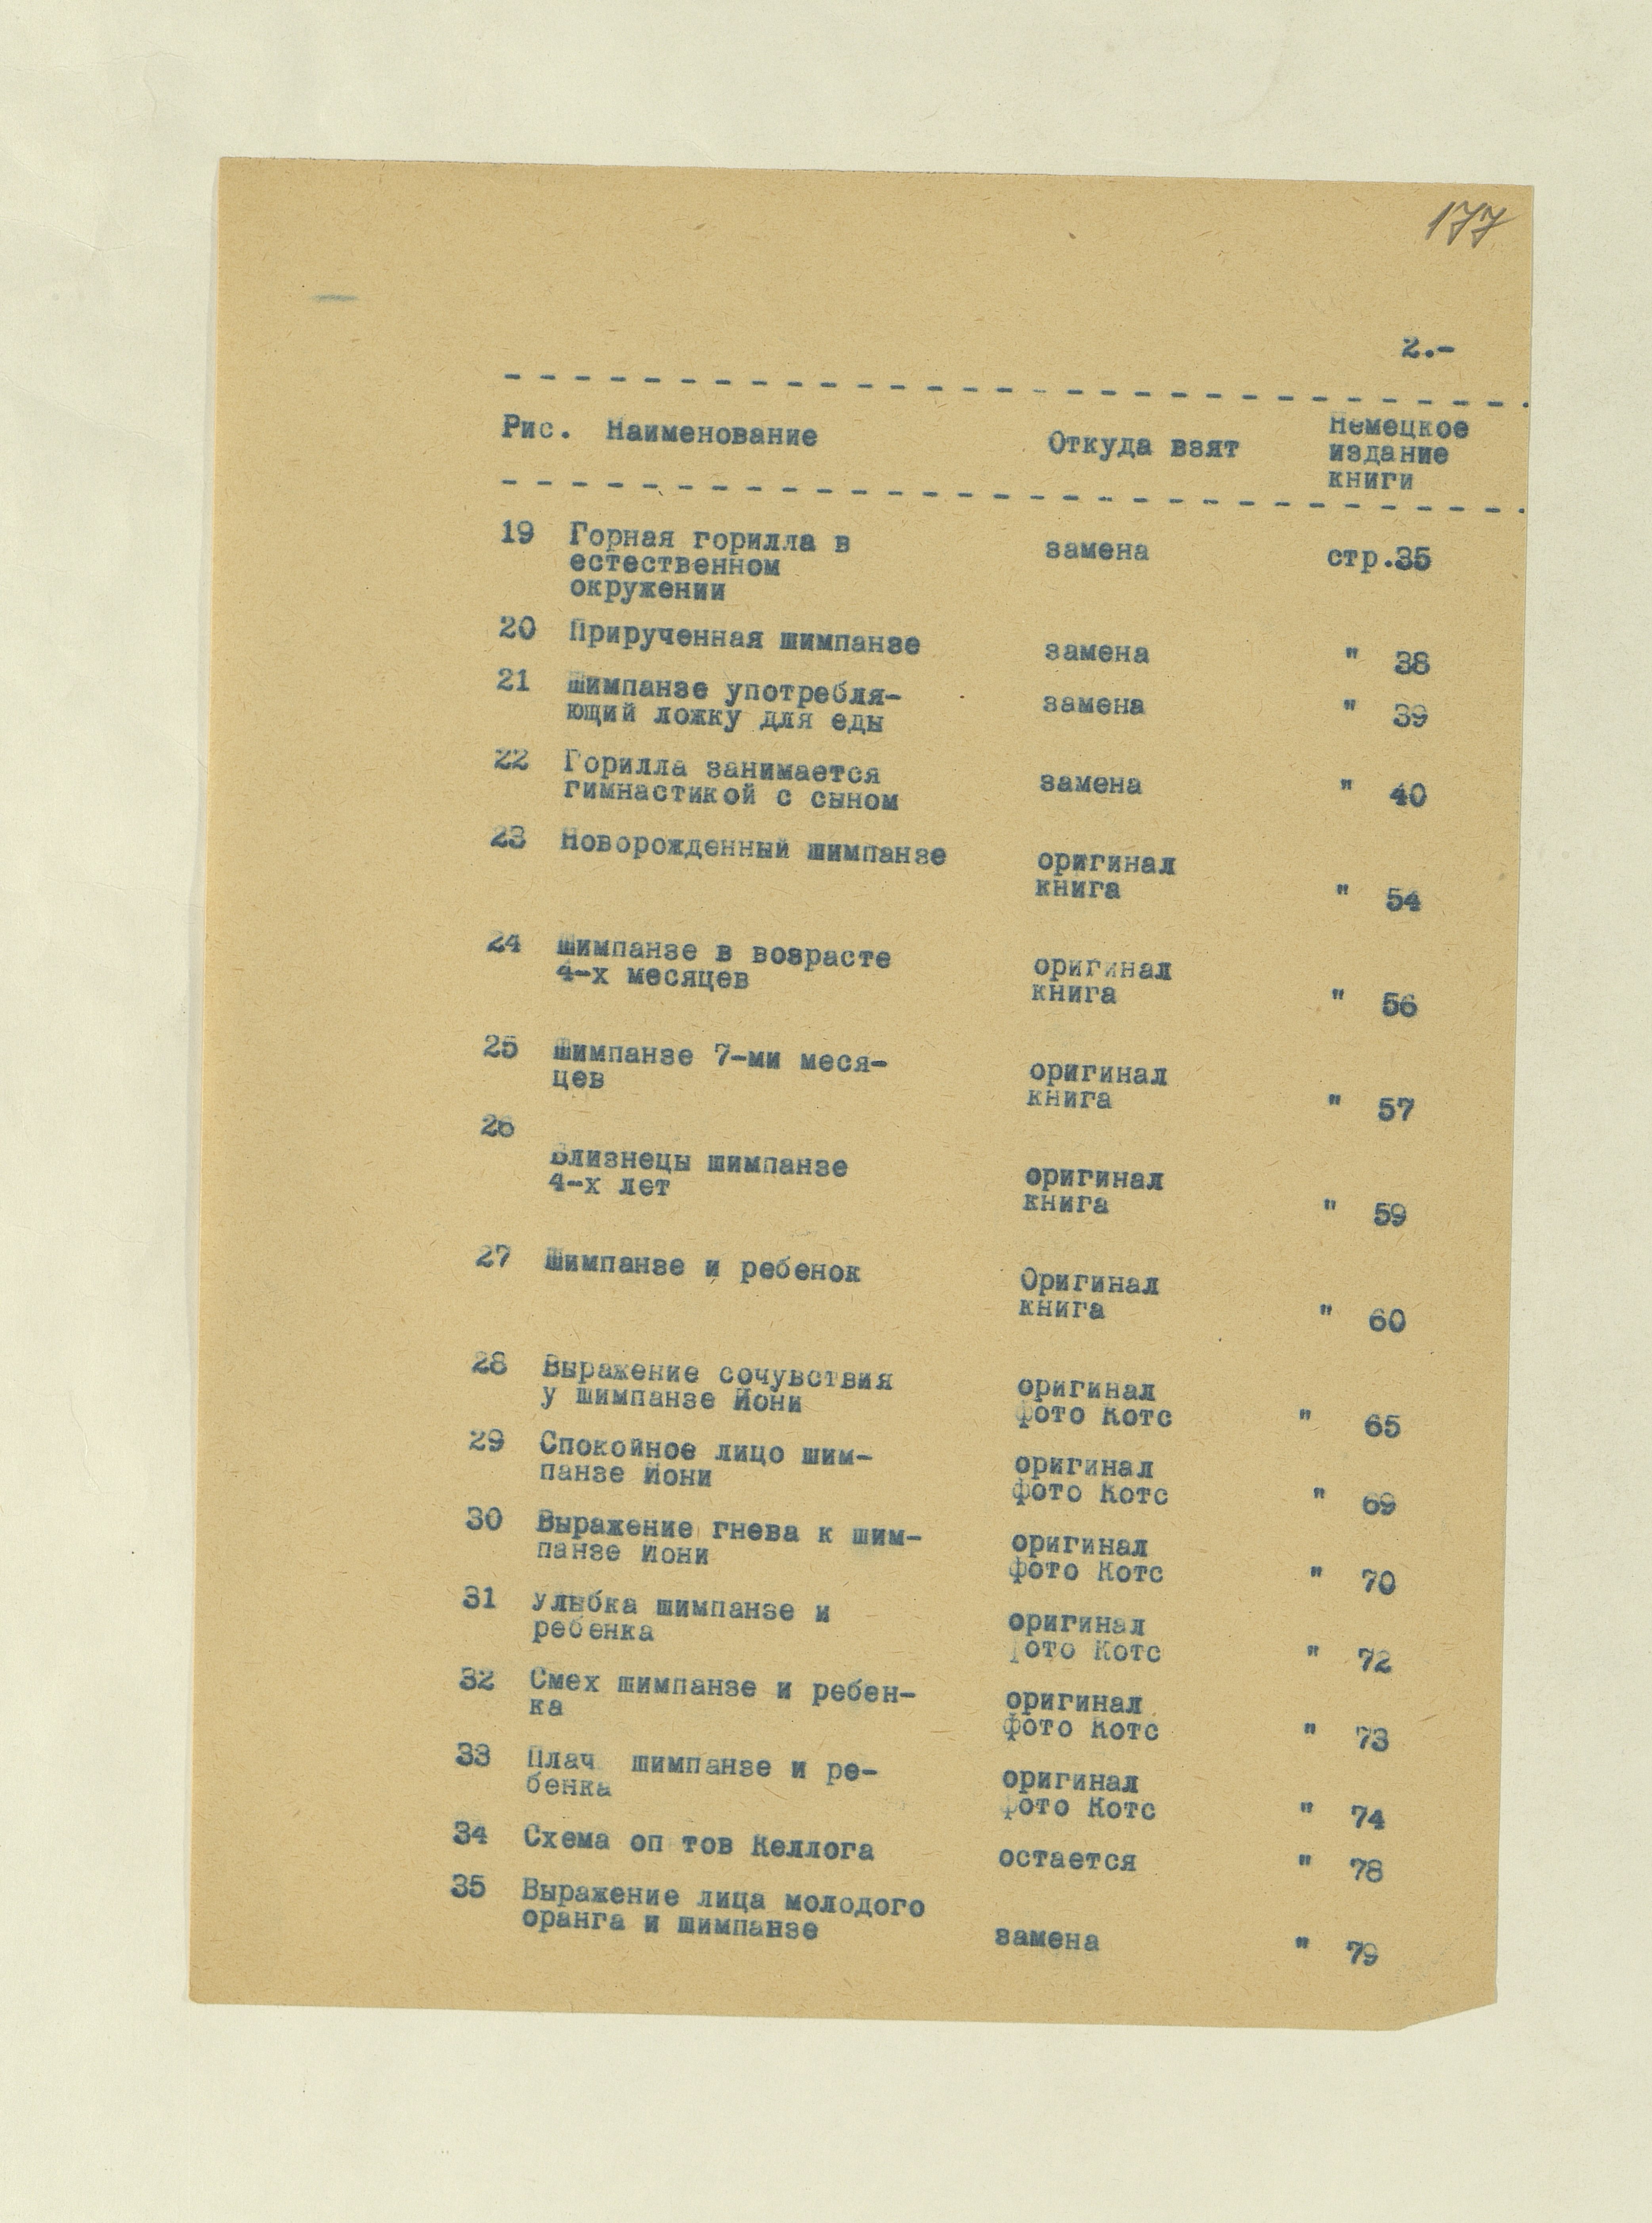 177
2.-
Рис. Наименование Откуда взят Немецкое
издание
книги
19 Горная горилла в замена стр.35
естественном
окружении
20 Прирученная шимпанзе замена " 38
21 Шимпанзе употребля- замена " 39
ющий ложку для еды
22 Горилла занимается замена " 40
гимнастикой с сыном
23 Новорожденный шимпанзе оригинал
книга " 54
24 Шимпанзе в возрасте оригинал
4-х месяцев книга " 56
25 Шимпанзе 7-ми меся- оригинал
цев книга " 57
26
Близнецы шимпанзе оригинал
4-х лет книга " 59
27 Шимпанзе и ребенок Оригинал
книга " 60
28 Выражение сочувствия оригинал
у шимпанзе Иони фото Котс " 65
29 Спокойное лицо шим- оригинал
панзе Иони фото Котс " 69
30 Выражение гнева к шим- оригинал
панзе Иони фото Котс " 70
31 Улыбка шимпанзе и оригинал
ребенка фото Котс " 72
32 Смех шимпанзе и ребен- оригинал
ка фото Котс " 73
33 Плач шимпанзе и ре- оригинал
бенка фото Котс " 74
34 Схема оп тов Келлога остается " 78
35 Выражение лица молодого
оранга и шимпанзе замена " 79